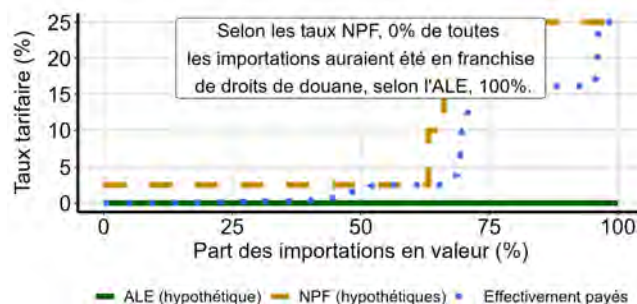 Taux tarifaire (%)
25
20
15
10
5
0
Selon les taux NPF, 0% de toutes
les importations auraient été en franchise
de droits de douane, selon l'ALE, 100%.
0 25 50 75 100
Part des importations en valeur (%)
ALE (hypothétique) NPF (hypothétiques) Effectivement payés